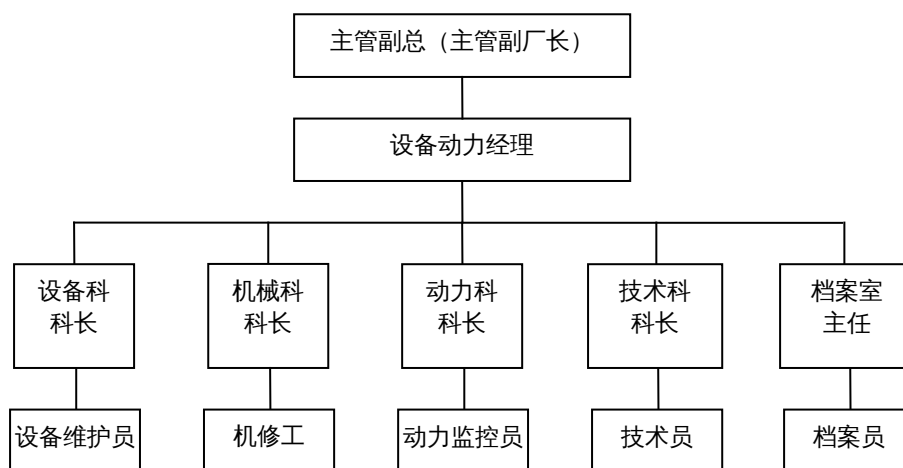 主管副总（主管副厂长）
设备动力经理
设备科
科长
机械科
科长
动力科
科长
技术科
科长
档案室
主任
设备维护员
机修工
动力监控员
技术员
档案员